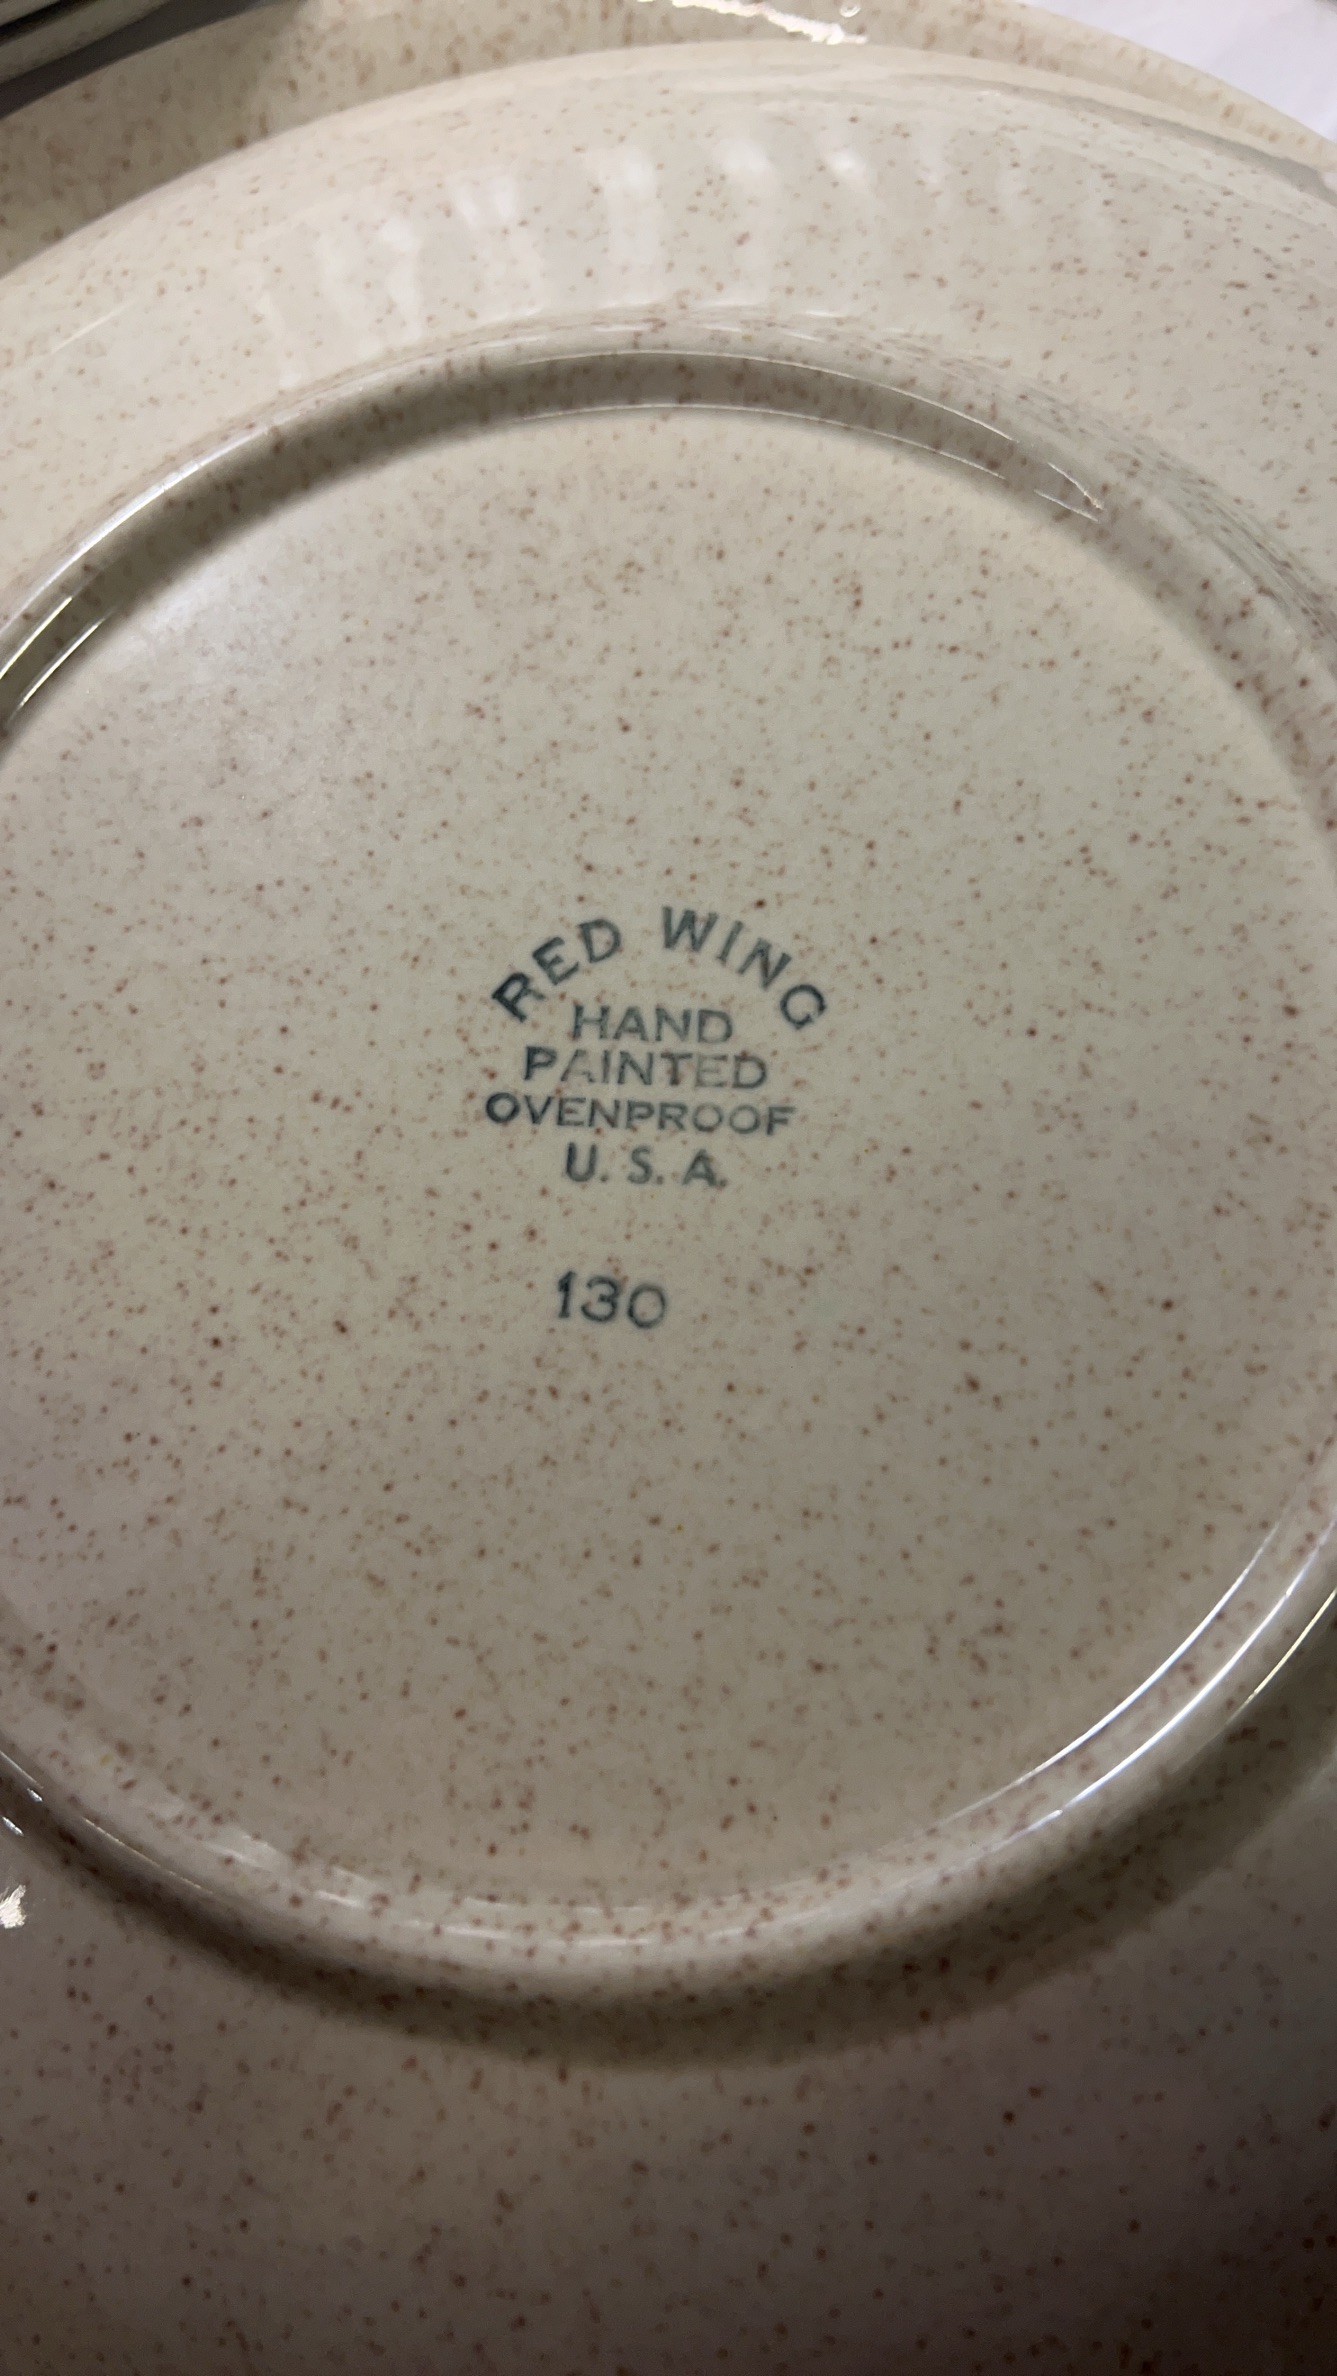 RED WING
HAND
PAINTED
OVENPROOF
U. S. A.
130